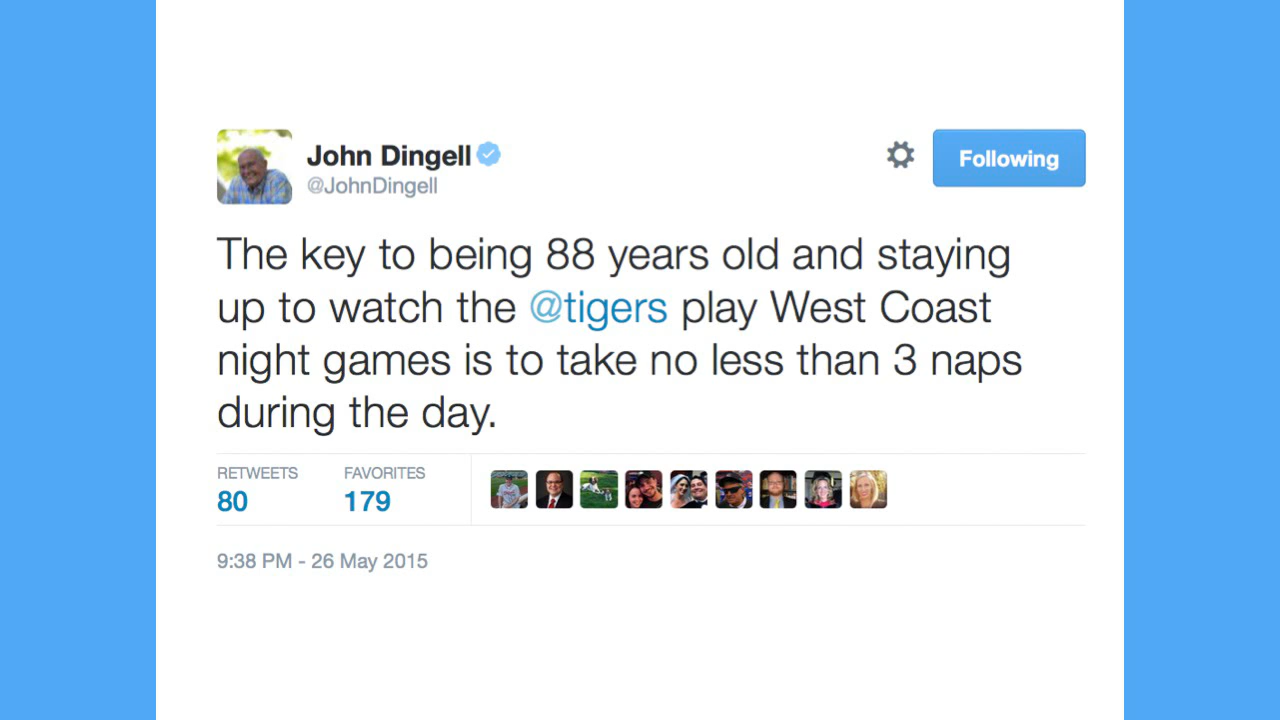 John Dingell
@JohnDingell
Following
The key to being 88 years old and staying
up to watch the @tigers play West Coast
night games is to take no less than 3 naps
during the day.
RETWEETS FAVORITES
80 179
9:38 PM - 26 May 2015